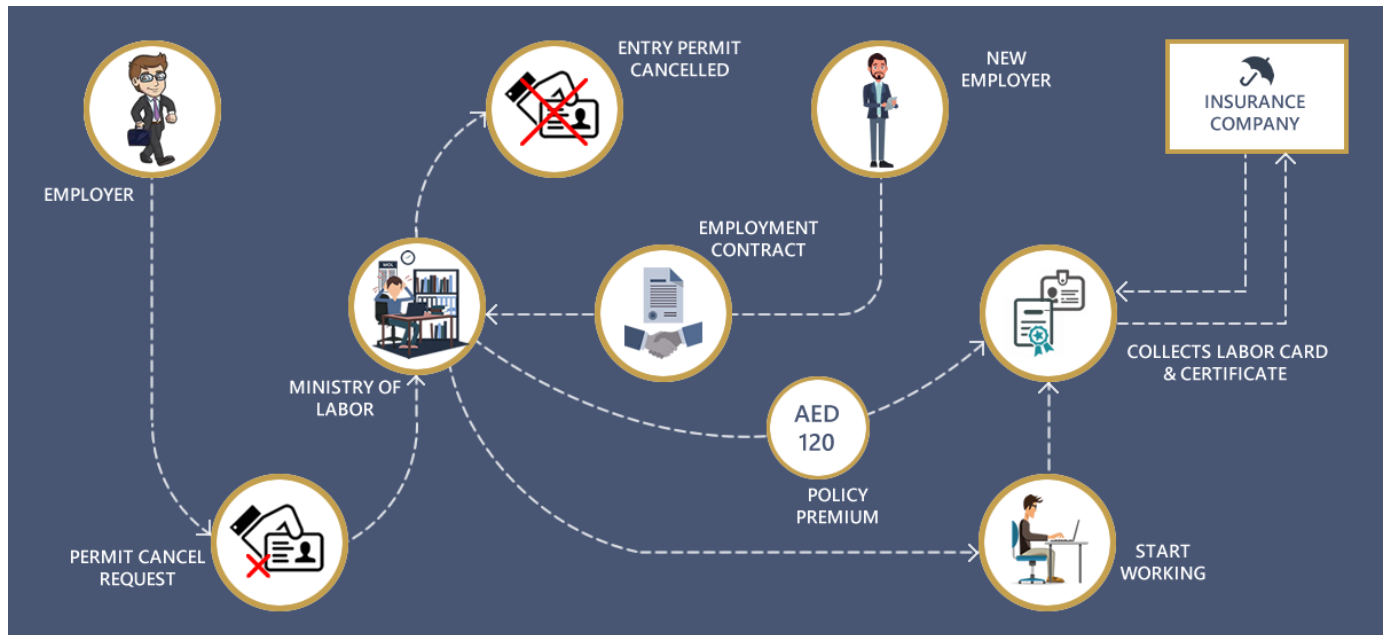 ENTRY PERMIT
CANCELLED
NEW
EMPLOYER
INSURANCE
COMPANY
EMPLOYER
EMPLOYMENT
CONTRACT
MINISTRY OF
LABOR
COLLECTS LABOR CARD
& CERTIFICATE
AED
120
POLICY
PREMIUM
PERMIT CANCEL
REQUEST
START
WORKING